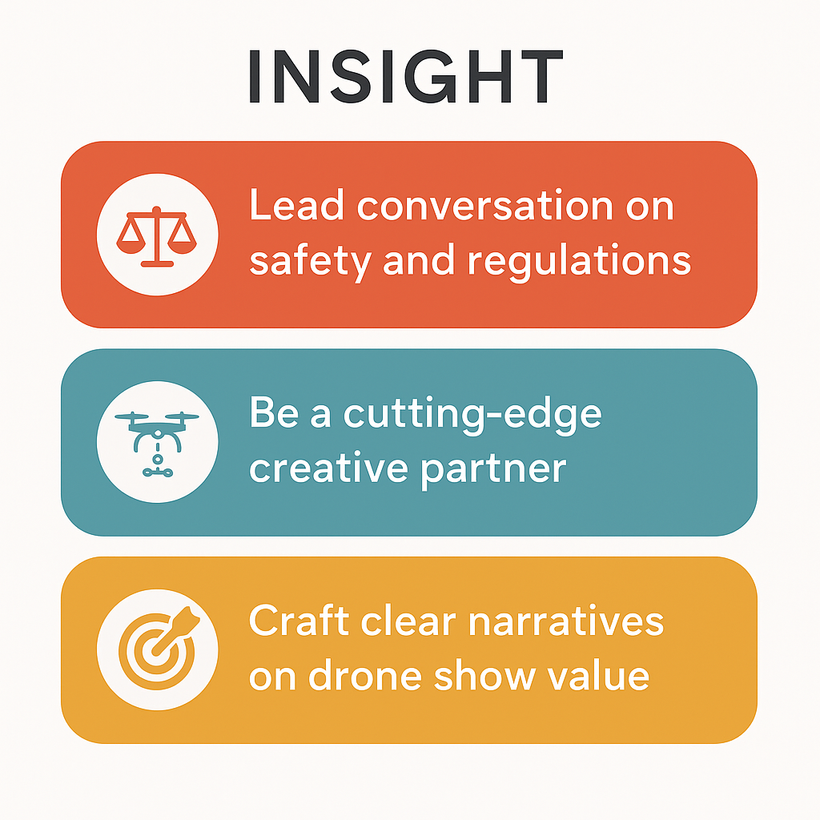 INSIGHT
Lead conversation on
safety and regulations
Be a cutting-edge
creative partner
Craft clear narratives
on drone show value